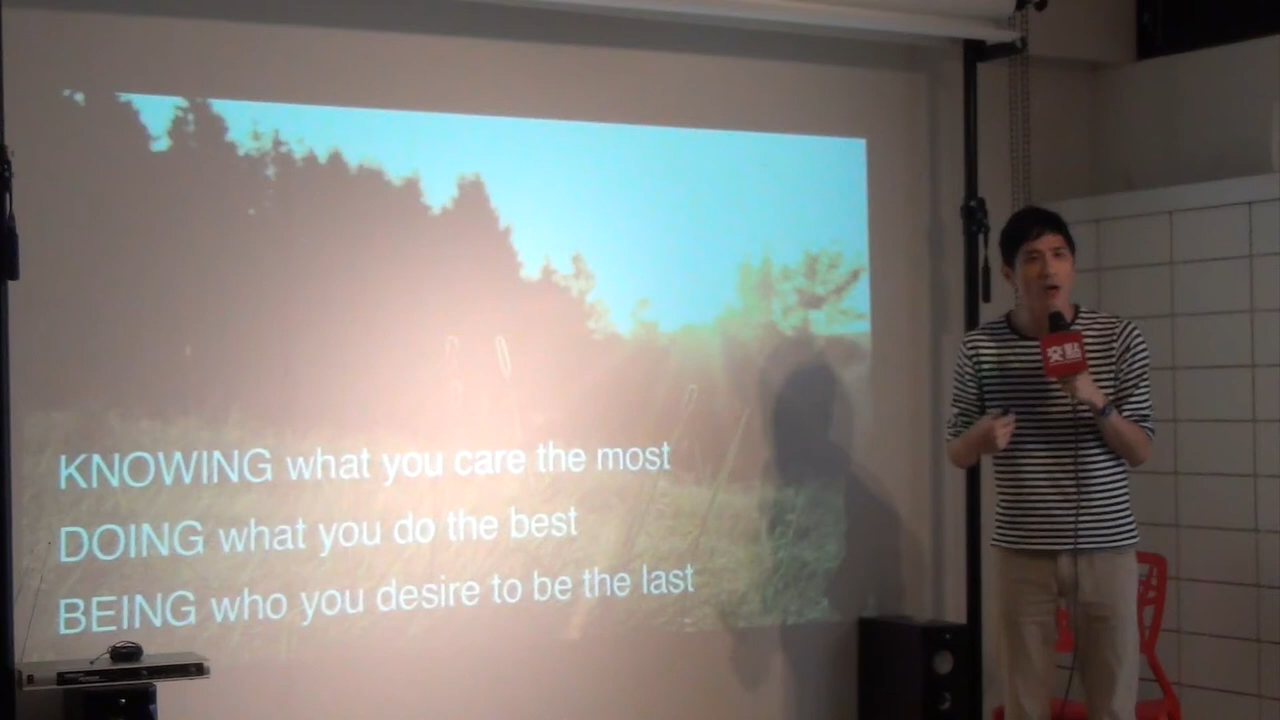 KNOWING what you care the most
DOING what you do the best
BEING who you desire to be the last
交點